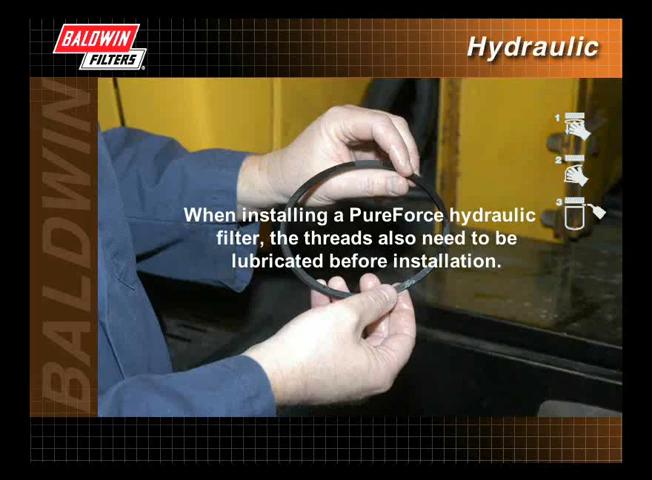 BALDWIN
FILTERS®
Hydraulic
BALDWIN
1
2
3
When installing a PureForce hydraulic
filter, the threads also need to be
lubricated before installation.